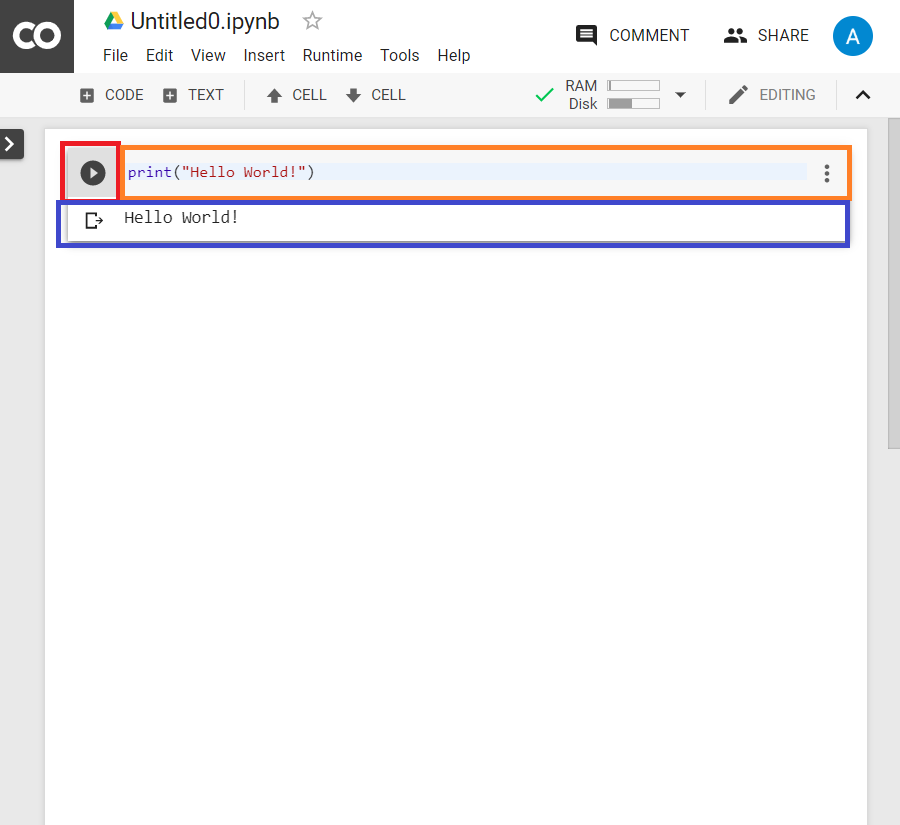 CO
Untitled0.ipynb
File Edit View Insert Runtime Tools Help
COMMENT SHARE A
CODE TEXT CELL CELL RAM Disk EDITING
print("Hello World!")
Hello World!